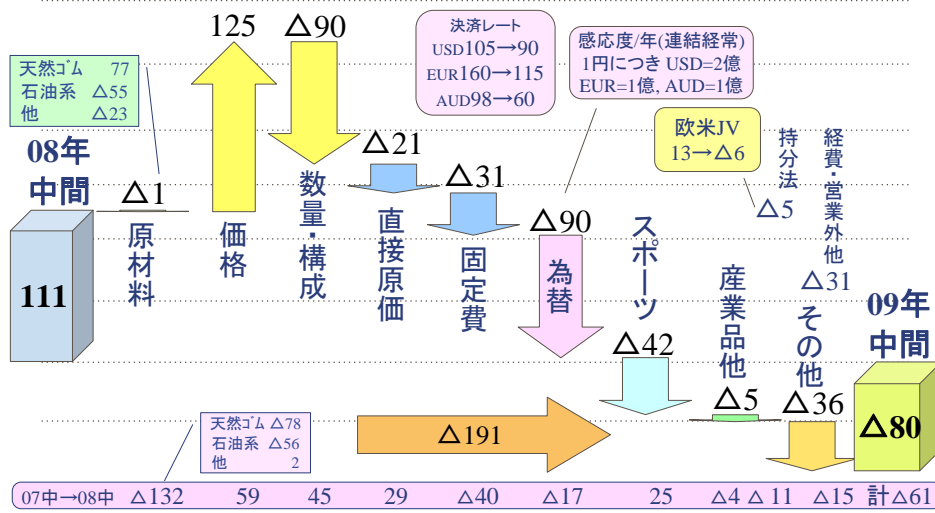 125
△90
決済レート
USD105→90
EUR160→115
AUD98→60
感応度/年(連結経常)
1円につき USD=2億
EUR=1億, AUD=1億
天然ｺﾞﾑ 77
石油系 △55
他 △23
欧米JV
13→△6
持分法
△5
経費・営業外他
△31
08年
中間
111
△1
原材料
価格
数量・構成
△21
直接原価
△31
固定費
△90
為替
スポーツ
△42
産業品他
△5
その他
△36
09年
中間
△80
天然ｺﾞﾑ △78
石油系 △56
他 2
△191
07中→08中 △132 59 45 29 △40 △17 25 △4 △11 △15 計△61